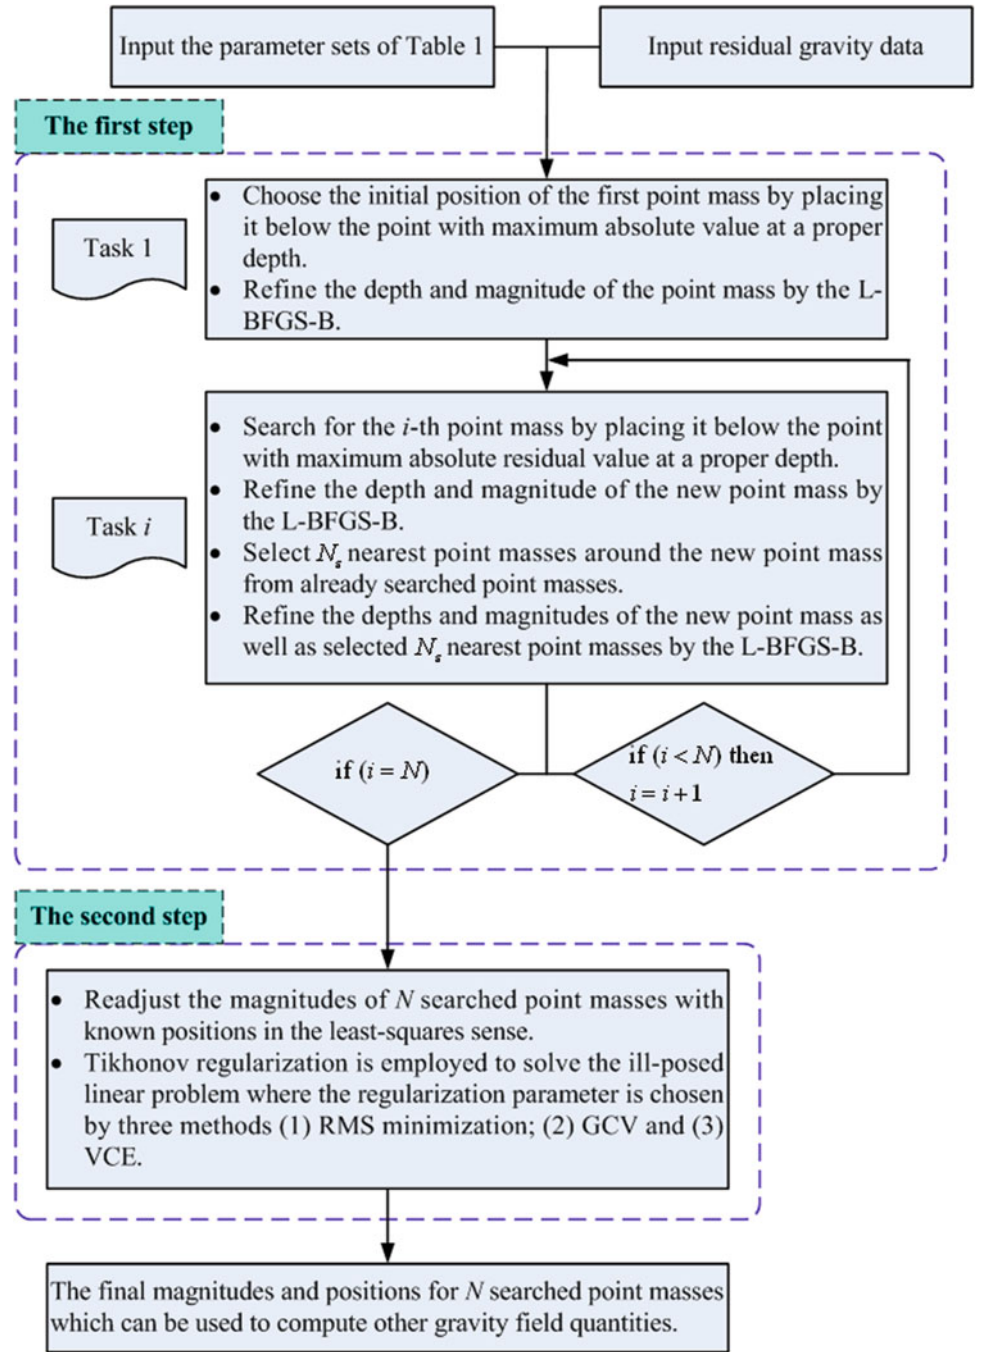 Input the parameter sets of Table 1
Input residual gravity data
The first step
Task 1
• Choose the initial position of the first point mass by placing
it below the point with maximum absolute value at a proper
depth.
• Refine the depth and magnitude of the point mass by the L-
BFGS-B.
Task i
• Search for the i-th point mass by placing it below the point
with maximum absolute residual value at a proper depth.
• Refine the depth and magnitude of the new point mass by
the L-BFGS-B.
• Select Nₛ nearest point masses around the new point mass
from already searched point masses.
• Refine the depths and magnitudes of the new point mass as
well as selected Nₛ nearest point masses by the L-BFGS-B.
if (i = N)
if (i < N) then
i = i+1
The second step
• Readjust the magnitudes of N searched point masses with
known positions in the least-squares sense.
• Tikhonov regularization is employed to solve the ill-posed
linear problem where the regularization parameter is chosen
by three methods (1) RMS minimization; (2) GCV and (3)
VCE.
The final magnitudes and positions for N searched point masses
which can be used to compute other gravity field quantities.